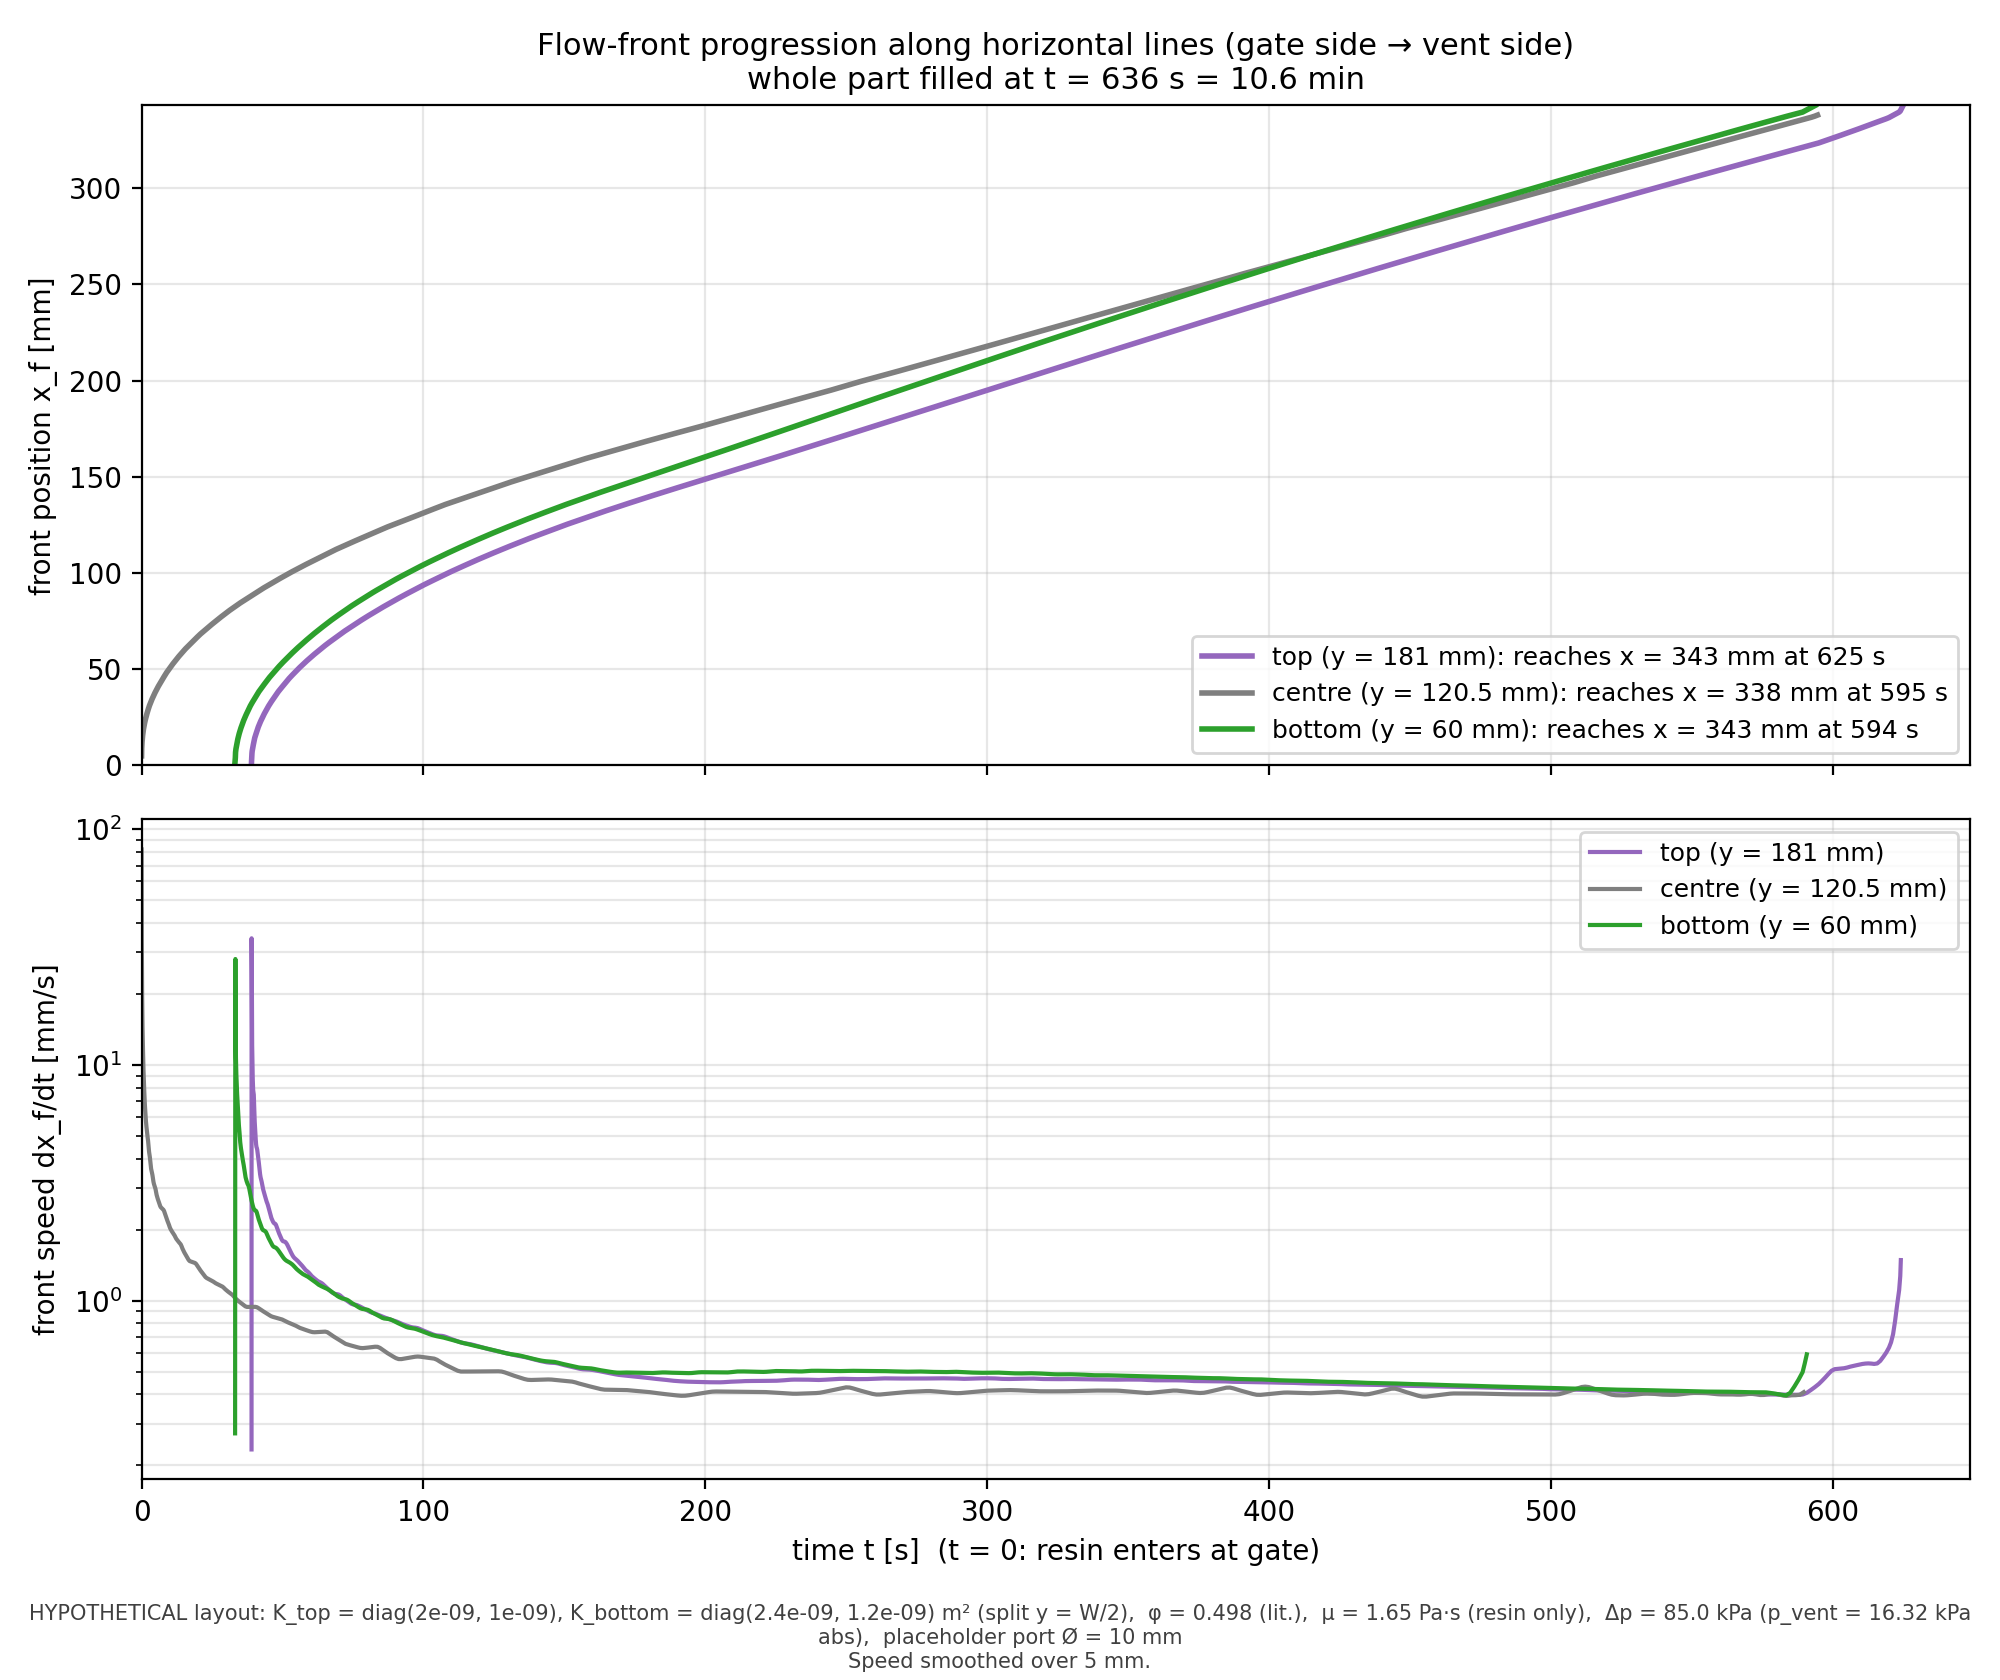 Flow-front progression along horizontal lines (gate side → vent side)
whole part filled at t = 636 s = 10.6 min
front position x_f [mm]
300
250
200
150
100
50
0
top (y = 181 mm): reaches x = 343 mm at 625 s
centre (y = 120.5 mm): reaches x = 338 mm at 595 s
bottom (y = 60 mm): reaches x = 343 mm at 594 s
front speed dx_f/dt [mm/s]
10²
10¹
10⁰
top (y = 181 mm)
centre (y = 120.5 mm)
bottom (y = 60 mm)
0 100 200 300 400 500 600
time t [s]  (t = 0: resin enters at gate)
HYPOTHETICAL layout: K_top = diag(2e-09, 1e-09), K_bottom = diag(2.4e-09, 1.2e-09) m² (split y = W/2),  φ = 0.498 (lit.),  μ = 1.65 Pa·s (resin only),  Δp = 85.0 kPa (p_vent = 16.32 kPa
abs),  placeholder port Ø = 10 mm
Speed smoothed over 5 mm.